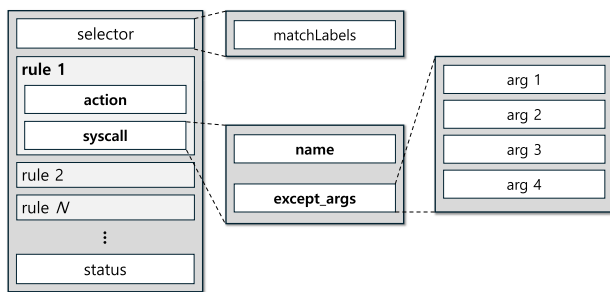 selector
rule 1
action
syscall
rule 2
rule N
⋮
status
matchLabels
name
except_args
arg 1
arg 2
arg 3
arg 4